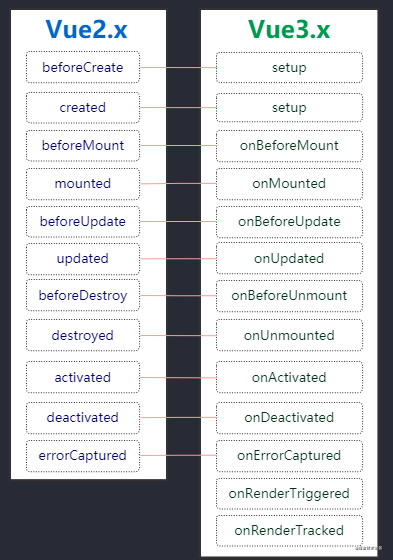 Vue2.x Vue3.x
beforeCreate setup
created setup
beforeMount onBeforeMount
mounted onMounted
beforeUpdate onBeforeUpdate
updated onUpdated
beforeDestroy onBeforeUnmount
destroyed onUnmounted
activated onActivated
deactivated onDeactivated
errorCaptured onErrorCaptured
onRenderTriggered
onRenderTracked